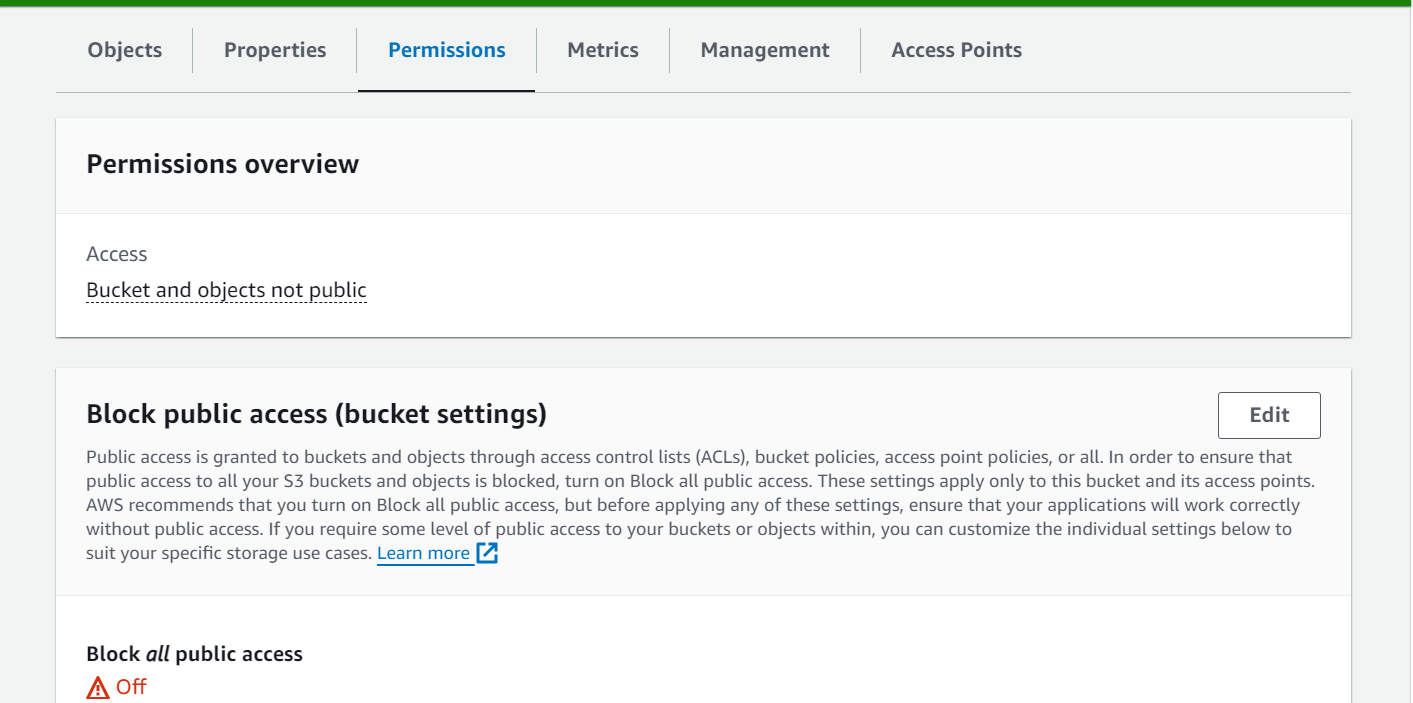 Objects
Properties
Permissions
Metrics
Management
Access Points
Permissions overview
Access
Bucket and objects not public
Block public access (bucket settings)
Edit
Public access is granted to buckets and objects through access control lists (ACLs), bucket policies, access point policies, or all. In order to ensure that
public access to all your S3 buckets and objects is blocked, turn on Block all public access. These settings apply only to this bucket and its access points.
AWS recommends that you turn on Block all public access, but before applying any of these settings, ensure that your applications will work correctly
without public access. If you require some level of public access to your buckets or objects within, you can customize the individual settings below to
suit your specific storage use cases. Learn more
Block all public access
Off